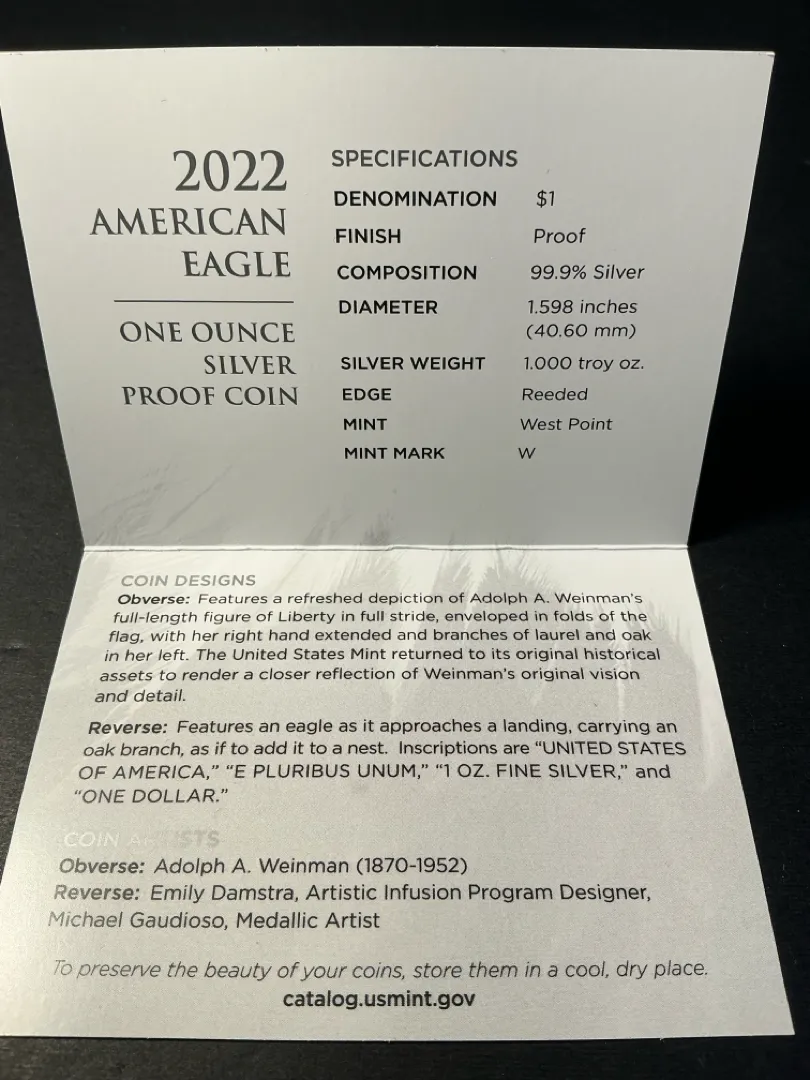 2022
AMERICAN
EAGLE
ONE OUNCE
SILVER
PROOF COIN
SPECIFICATIONS
DENOMINATION $1
FINISH Proof
COMPOSITION 99.9% Silver
DIAMETER 1.598 inches
(40.60 mm)
SILVER WEIGHT 1.000 troy oz.
EDGE Reeded
MINT West Point
MINT MARK W
COIN DESIGNS
Obverse: Features a refreshed depiction of Adolph A. Weinman's
full-length figure of Liberty in full stride, enveloped in folds of the
flag, with her right hand extended and branches of laurel and oak
in her left. The United States Mint returned to its original historical
assets to render a closer reflection of Weinman's original vision
and detail.
Reverse: Features an eagle as it approaches a landing, carrying an
oak branch, as if to add it to a nest. Inscriptions are “UNITED STATES
OF AMERICA,” “E PLURIBUS UNUM,” “1 OZ. FINE SILVER,” and
“ONE DOLLAR.”
COIN ARTISTS
Obverse: Adolph A. Weinman (1870-1952)
Reverse: Emily Damstra, Artistic Infusion Program Designer,
Michael Gaudioso, Medallic Artist
To preserve the beauty of your coins, store them in a cool, dry place.
catalog.usmint.gov